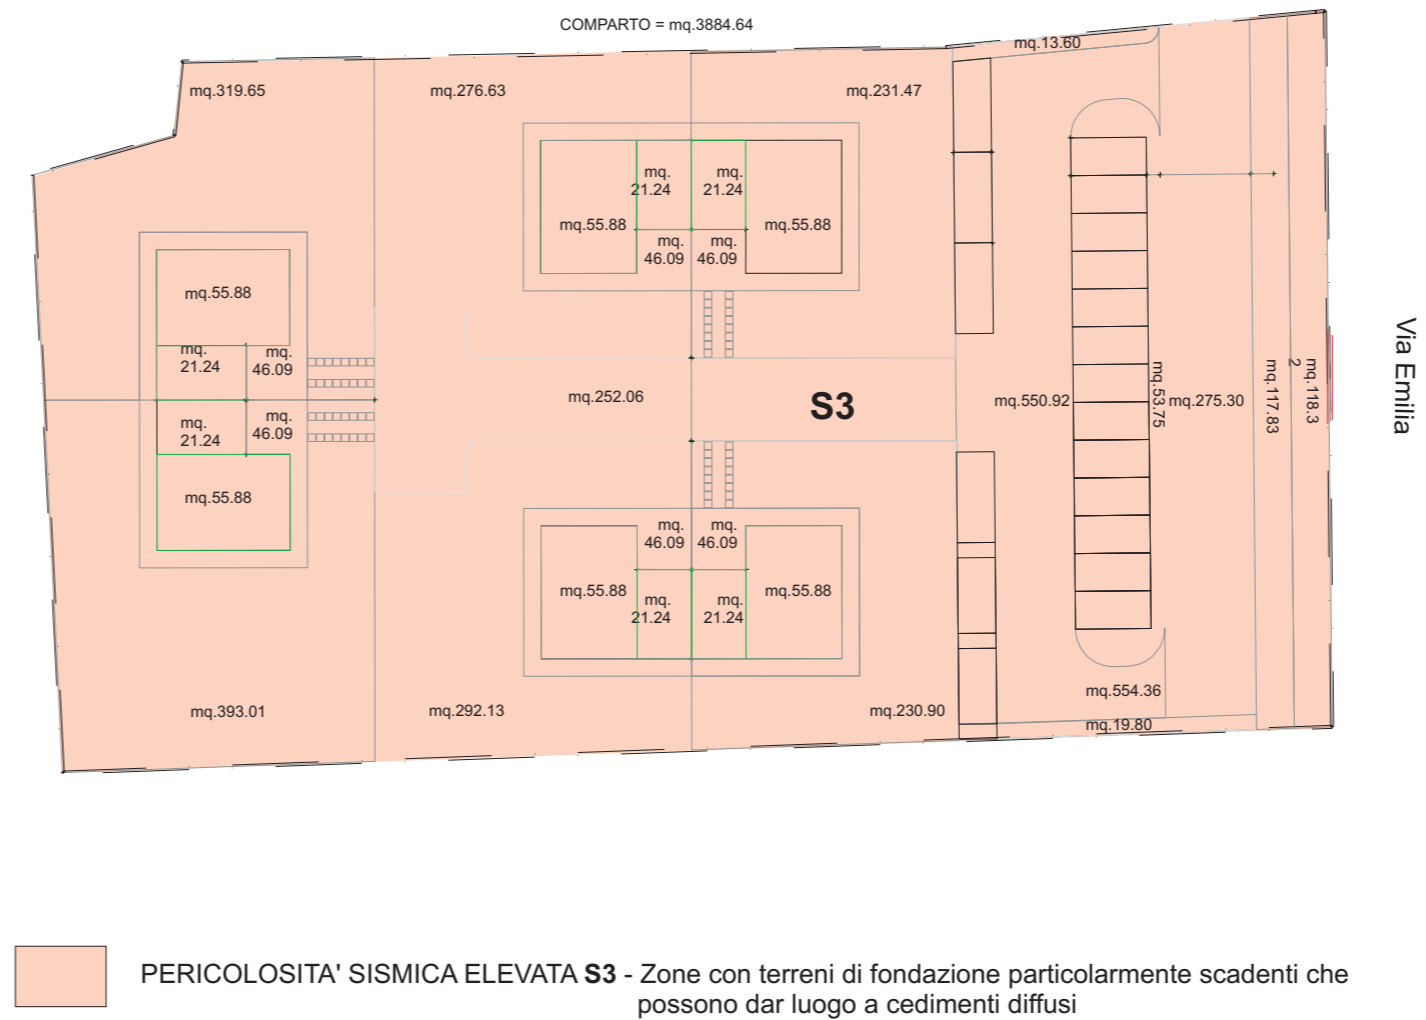 COMPARTO = mq.3884.64
mq.13.60
mq.319.65
mq.276.63
mq.231.47
mq.
21.24
mq.
21.24
mq.55.88
mq.55.88
mq.
46.09
mq.
46.09
mq.55.88
mq.
21.24
mq.
46.09
mq.
21.24
mq.
46.09
mq.55.88
mq.252.06
S3
mq.550.92
mq.53.75
mq.275.30
mq.117.83
mq.118.3
2
Via Emilia
mq.
46.09
mq.
46.09
mq.55.88
mq.55.88
mq.
21.24
mq.
21.24
mq.393.01
mq.292.13
mq.230.90
mq.554.36
mq.19.80
PERICOLOSITA' SISMICA ELEVATA S3 - Zone con terreni di fondazione particolarmente scadenti che
possono dar luogo a cedimenti diffusi